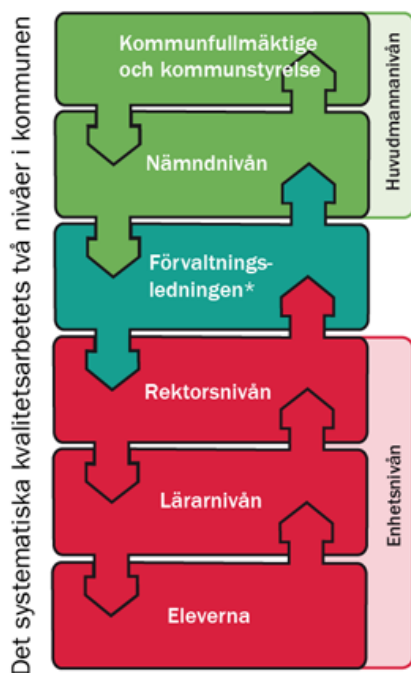 Det systematiska kvalitetsarbetets två nivåer i kommunen
Kommunfullmäktige
och kommunstyrelse
Nämndnivån
Huvudmannanivån
Förvaltnings-
ledningen*
Rektorsnivån
Lärarnivån
Eleverna
Enhetsnivån